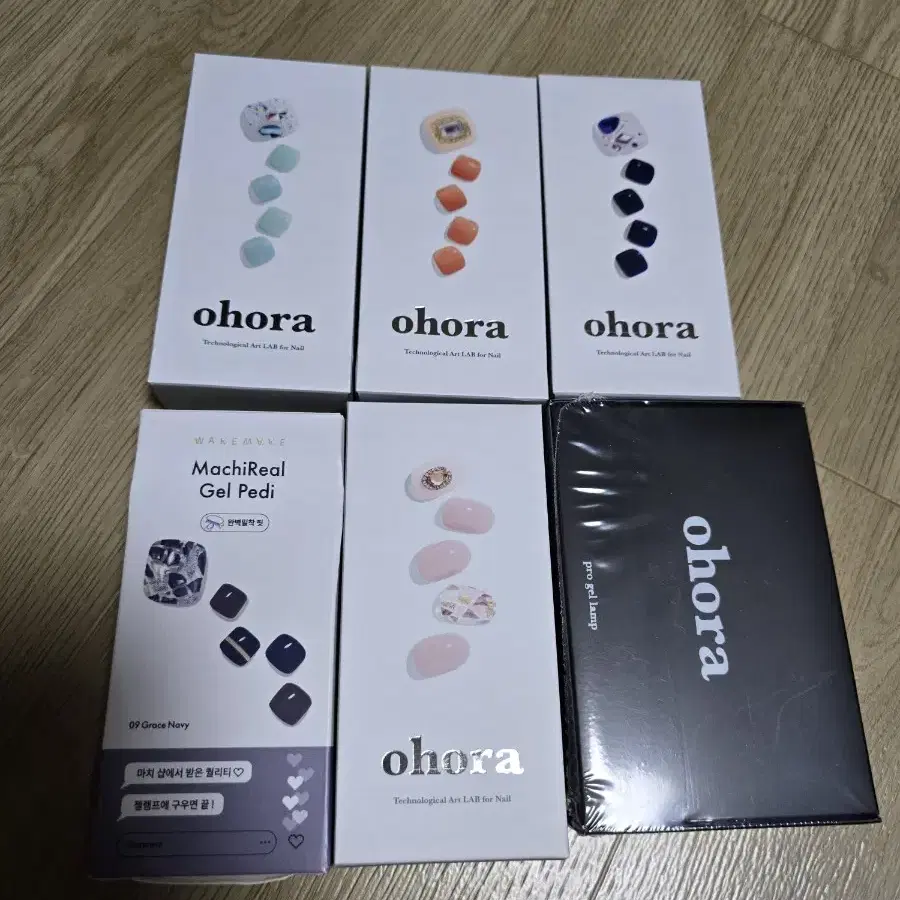 ohora
Technological Art LAB for Nail
ohora
Technological Art LAB for Nail
ohora
Technological Art LAB for Nail
WAKEMAKE
MachiReal
Gel Pedi
완벽밀착 핏
09 Grace Navy
마치 샵에서 받은 퀄리티♡
젤램프에 구우면 끝!
ohora
Technological Art LAB for Nail
ohora
pro gel lamp